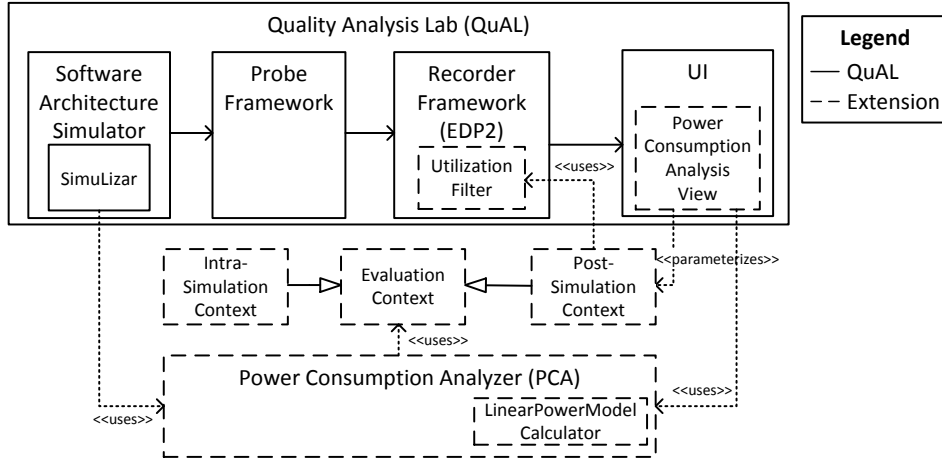 Quality Analysis Lab (QuAL)
Software
Architecture
Simulator
SimuLizar
Probe
Framework
Recorder
Framework
(EDP2)
Utilization
Filter
UI
Power
Consumption
Analysis
View
Legend
QuAL
Extension
<<uses>>
<<parameterizes>>
Intra-
Simulation
Context
Evaluation
Context
Post-
Simulation
Context
<<uses>>
Power Consumption Analyzer (PCA)
LinearPowerModel
Calculator
<<uses>>
<<uses>>